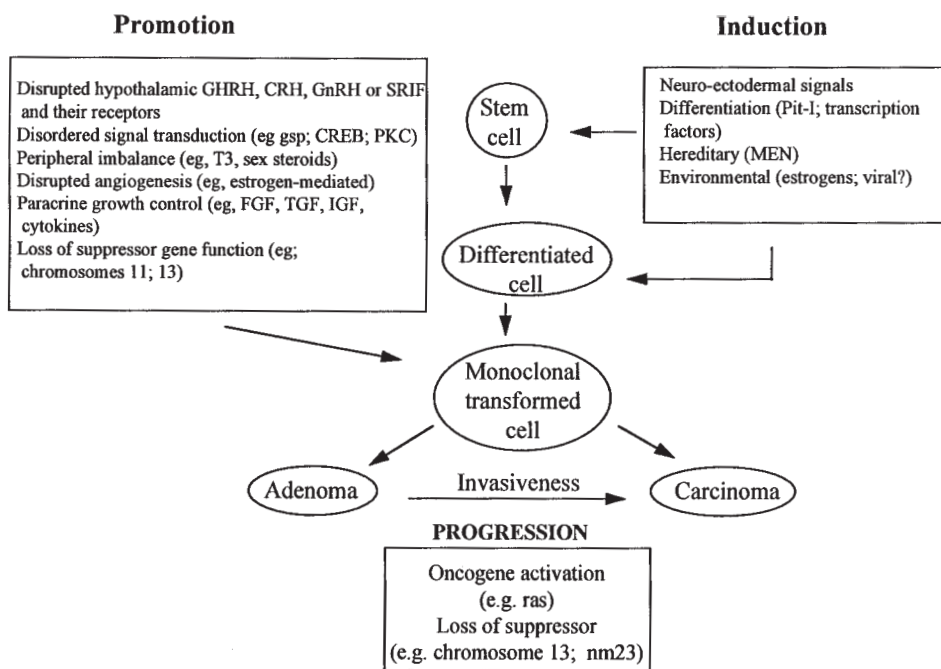 Promotion
Disrupted hypothalamic GHRH, CRH, GnRH or SRIF
and their receptors
Disordered signal transduction (eg gsp; CREB; PKC)
Peripheral imbalance (eg, T3, sex steroids)
Disrupted angiogenesis (eg, estrogen-mediated)
Paracrine growth control (eg, FGF, TGF, IGF,
cytokines)
Loss of suppressor gene function (eg;
chromosomes 11; 13)
Induction
Neuro-ectodermal signals
Differentiation (Pit-I; transcription
factors)
Hereditary (MEN)
Environmental (estrogens; viral?)
Stem
cell
Differentiated
cell
Monoclonal
transformed
cell
Adenoma
Invasiveness
Carcinoma
PROGRESSION
Oncogene activation
(e.g. ras)
Loss of suppressor
(e.g. chromosome 13; nm23)